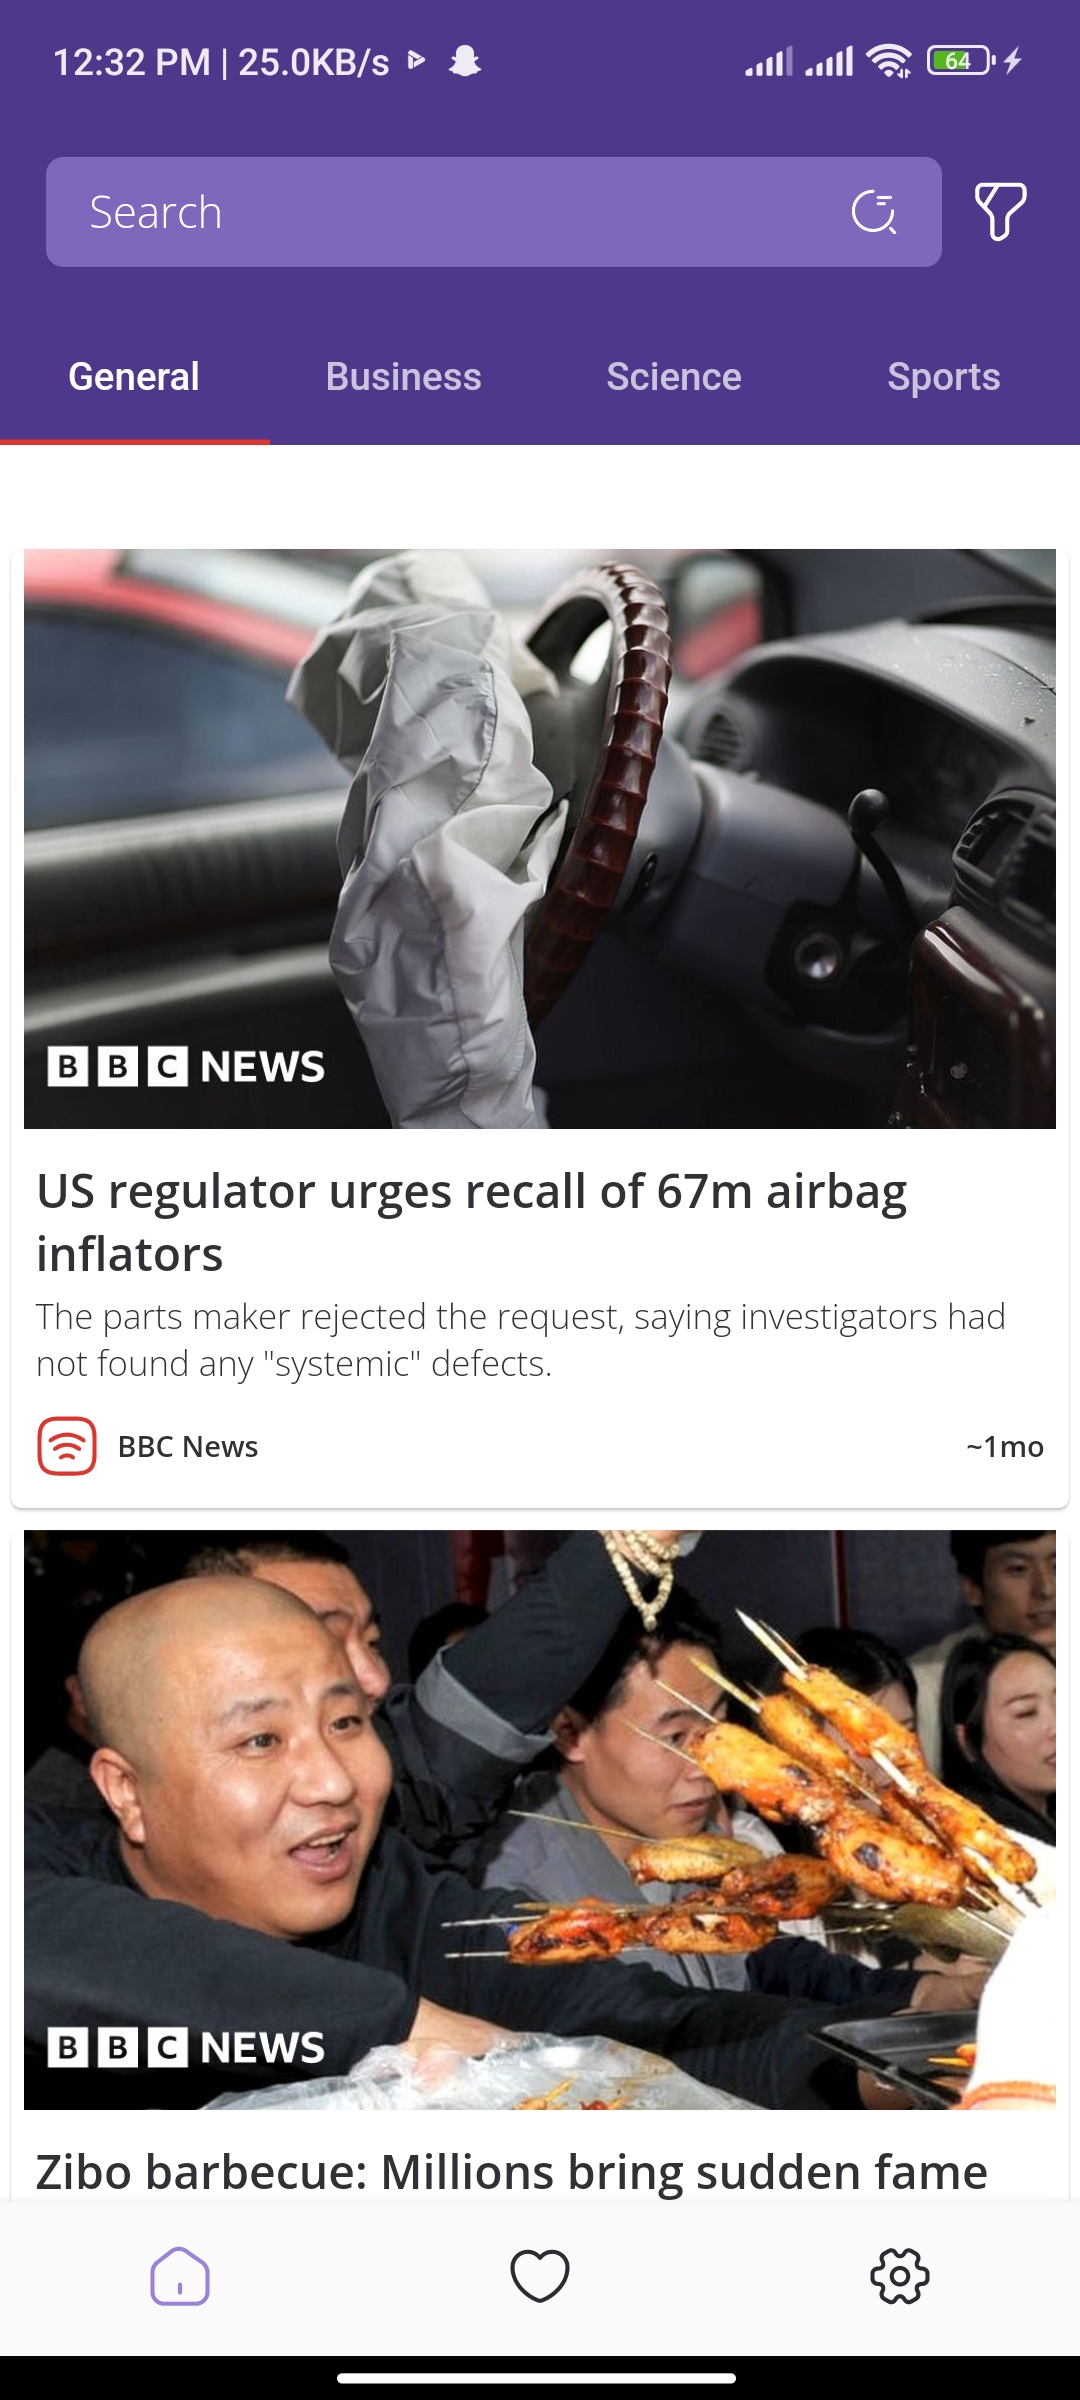 12:32 PM | 25.0KB/s
64
Search
General Business Science Sports
BBC NEWS
US regulator urges recall of 67m airbag
inflators
The parts maker rejected the request, saying investigators had
not found any "systemic" defects.
BBC News ~1mo
BBC NEWS
Zibo barbecue: Millions bring sudden fame